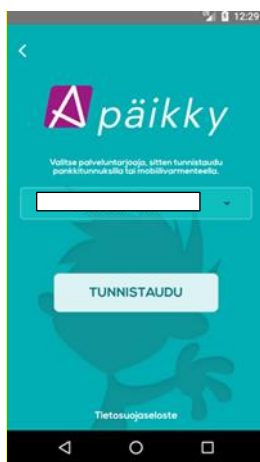 12:29
A päikky
Valitse palveluntarjoaja, sitten tunnistaudu
pankkitunnuksilla tai mobiilivarmenteella.
TUNNISTAUDU
Tietosuojaseloste